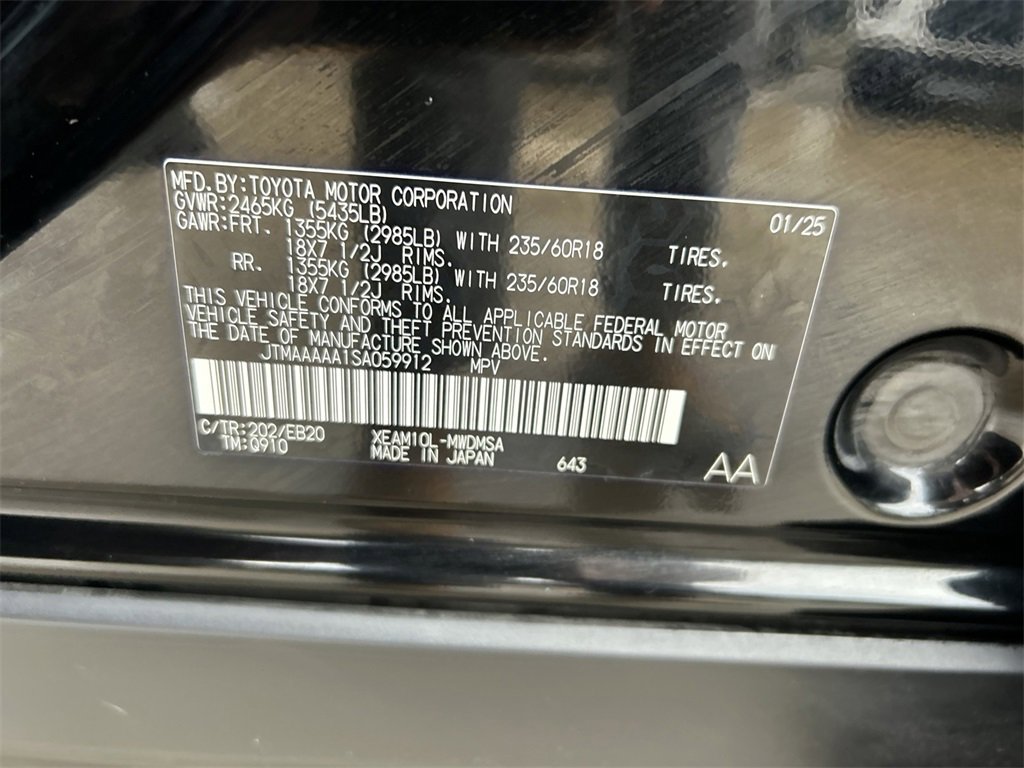 MFD.BY:TOYOTA MOTOR CORPORATION 01/25
GVWR:2465KG (5435LB)
GAWR:FRT. 1355KG (2985LB) WITH 235/60R18 TIRES.
18X7 1/2J RIMS.
RR. 1355KG (2985LB) WITH 235/60R18 TIRES.
18X7 1/2J RIMS.
THIS VEHICLE CONFORMS TO ALL APPLICABLE FEDERAL MOTOR
VEHICLE SAFETY AND THEFT PREVENTION STANDARDS IN EFFECT ON
THE DATE OF MANUFACTURE SHOWN ABOVE.
JTMAAAAA1SA059912 MPV
C/TR:202/EB20 XEAM10L-MWDMSA
TM:Q910 MADE IN JAPAN 643 AA